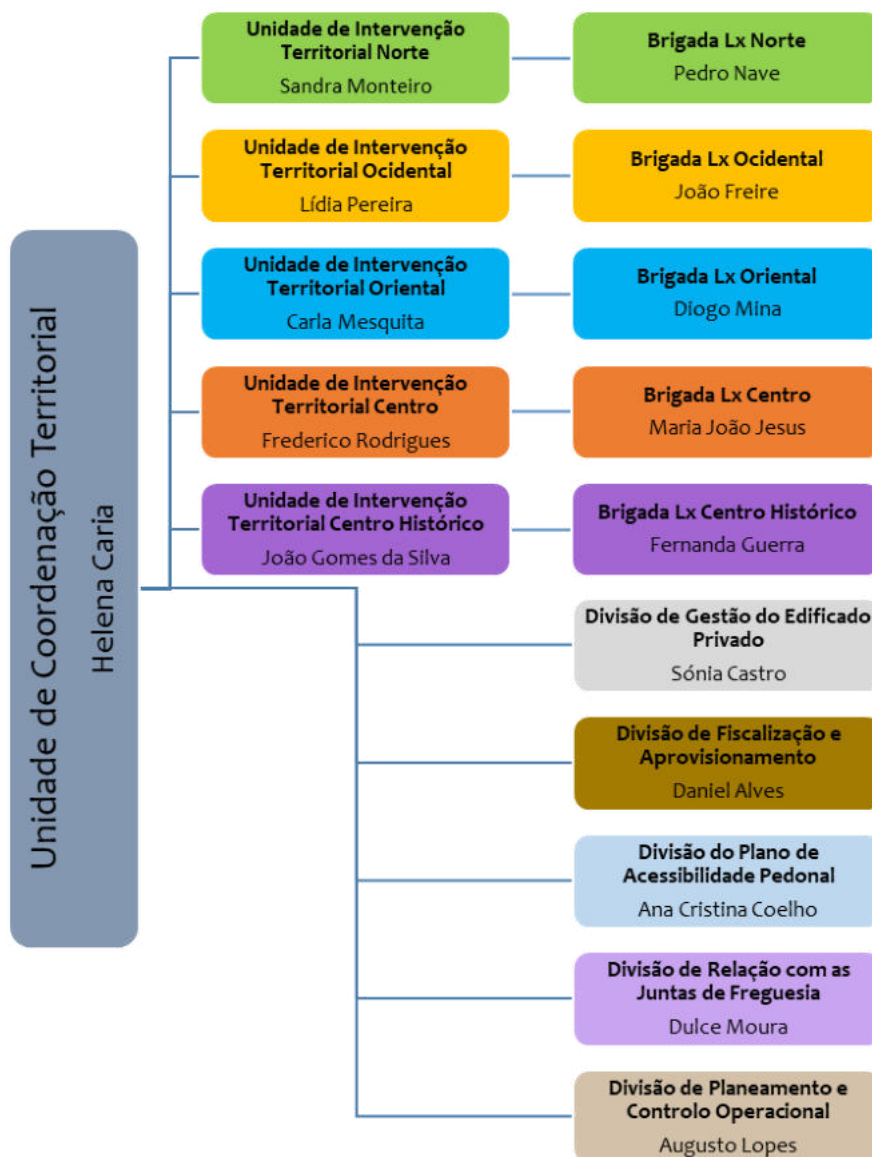 Unidade de Coordenação Territorial
Helena Caria
Unidade de Intervenção
Territorial Norte
Sandra Monteiro
Brigada Lx Norte
Pedro Nave
Unidade de Intervenção
Territorial Ocidental
Lídia Pereira
Brigada Lx Ocidental
João Freire
Unidade de Intervenção
Territorial Oriental
Carla Mesquita
Brigada Lx Oriental
Diogo Mina
Unidade de Intervenção
Territorial Centro
Frederico Rodrigues
Brigada Lx Centro
Maria João Jesus
Unidade de Intervenção
Territorial Centro Histórico
João Gomes da Silva
Brigada Lx Centro Histórico
Fernanda Guerra
Divisão de Gestão do Edificado
Privado
Sónia Castro
Divisão de Fiscalização e
Aprovisionamento
Daniel Alves
Divisão do Plano de
Acessibilidade Pedonal
Ana Cristina Coelho
Divisão de Relação com as
Juntas de Freguesia
Dulce Moura
Divisão de Planeamento e
Controlo Operacional
Augusto Lopes